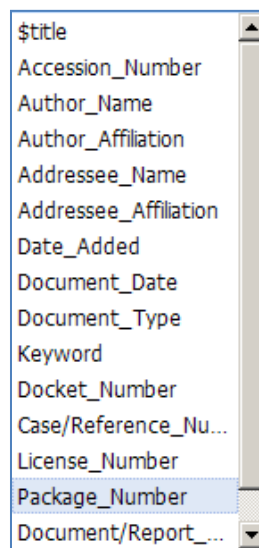 $title
Accession_Number
Author_Name
Author_Affiliation
Addressee_Name
Addressee_Affiliation
Date_Added
Document_Date
Document_Type
Keyword
Docket_Number
Case/Reference_Nu...
License_Number
Package_Number
Document/Report_...